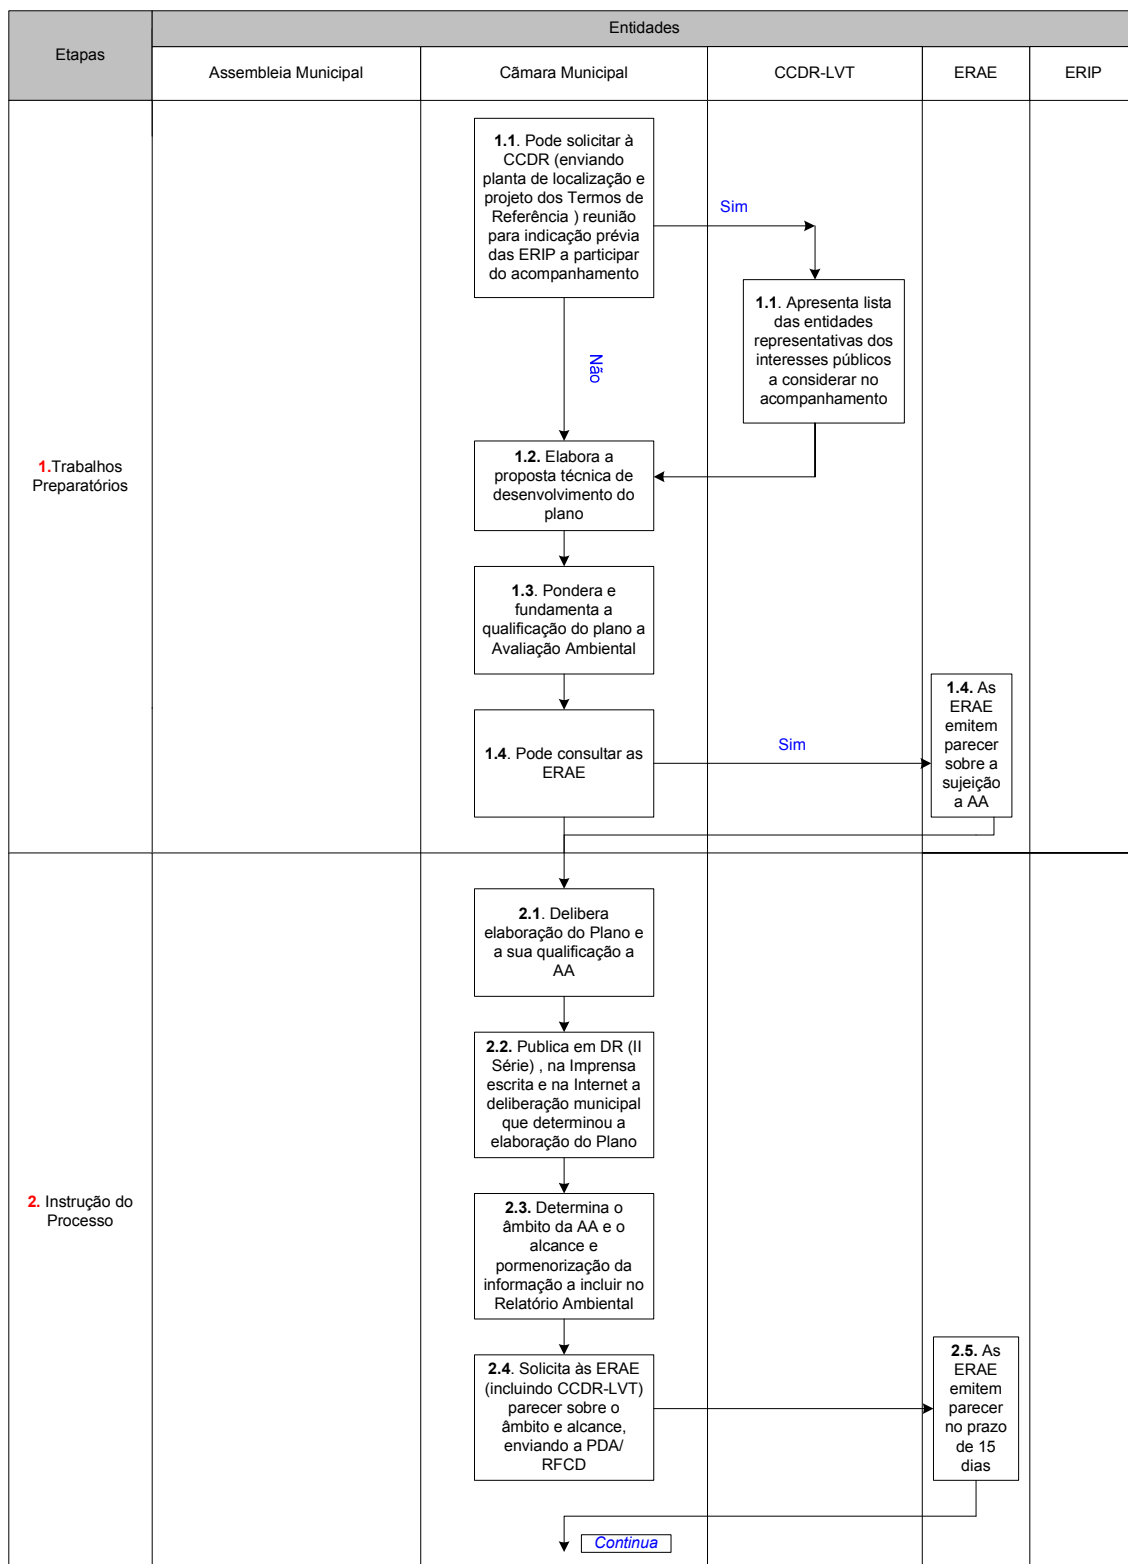 Etapas
Entidades
Assembleia Municipal
Cãmara Municipal
CCDR-LVT
ERAE
ERIP
1.Trabalhos
Preparatórios
1.1. Pode solicitar à
CCDR (enviando
planta de localização e
projeto dos Termos de
Referência ) reunião
para indicação prévia
das ERIP a participar
do acompanhamento
Sim
1.1. Apresenta lista
das entidades
representativas dos
interesses públicos
a considerar no
acompanhamento
Não
1.2. Elabora a
proposta técnica de
desenvolvimento do
plano
1.3. Pondera e
fundamenta a
qualificação do plano a
Avaliação Ambiental
1.4. Pode consultar as
ERAE
Sim
1.4. As
ERAE
emitem
parecer
sobre a
sujeição
a AA
2. Instrução do
Processo
2.1. Delibera
elaboração do Plano e
a sua qualificação a
AA
2.2. Publica em DR (II
Série) , na Imprensa
escrita e na Internet a
deliberação municipal
que determinou a
elaboração do Plano
2.3. Determina o
âmbito da AA e o
alcance e
pormenorização da
informação a incluir no
Relatório Ambiental
2.4. Solicita às ERAE
(incluindo CCDR-LVT)
parecer sobre o
âmbito e alcance,
enviando a PDA/
RFCD
2.5. As
ERAE
emitem
parecer
no prazo
de 15
dias
Continua